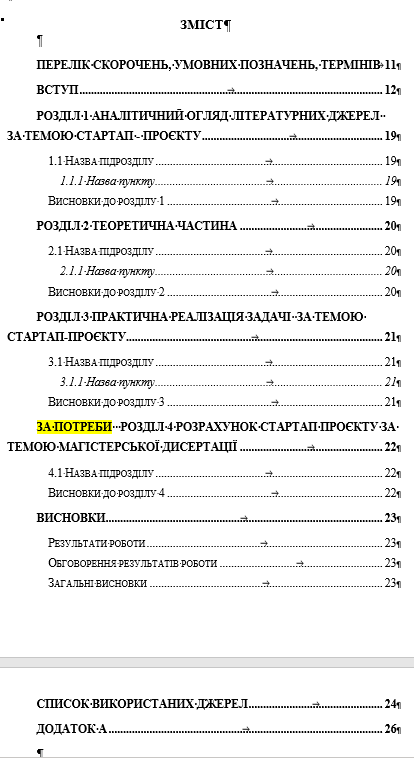 ЗМІСТ
ПЕРЕЛІК СКОРОЧЕНЬ, УМОВНИХ ПОЗНАЧЕНЬ, ТЕРМІНІВ 11
ВСТУП 12
РОЗДІЛ 1 АНАЛІТИЧНИЙ ОГЛЯД ЛІТЕРАТУРНИХ ДЖЕРЕЛ
ЗА ТЕМОЮ СТАРТАП - ПРОЄКТУ 19
1.1 Назва підрозділу 19
1.1.1 Назва пункту 19
Висновки до розділу 1 19
РОЗДІЛ 2 ТЕОРЕТИЧНА ЧАСТИНА 20
2.1 Назва підрозділу 20
2.1.1 Назва пункту 20
Висновки до розділу 2 20
РОЗДІЛ 3 ПРАКТИЧНА РЕАЛІЗАЦІЯ ЗАДАЧІ ЗА ТЕМОЮ
СТАРТАП-ПРОЄКТУ 21
3.1 Назва підрозділу 21
3.1.1 Назва пункту 21
Висновки до розділу 3 21
ЗА ПОТРЕБИ РОЗДІЛ 4 РОЗРАХУНОК СТАРТАП ПРОЄКТУ ЗА
ТЕМОЮ МАГІСТЕРСЬКОЇ ДИСЕРТАЦІЇ 22
4.1 Назва підрозділу 22
Висновки до розділу 4 22
ВИСНОВКИ 23
Результати роботи 23
Обговорення результатів роботи 23
Загальні висновки 23
СПИСОК ВИКОРИСТАНИХ ДЖЕРЕЛ 24
ДОДАТОК А 26